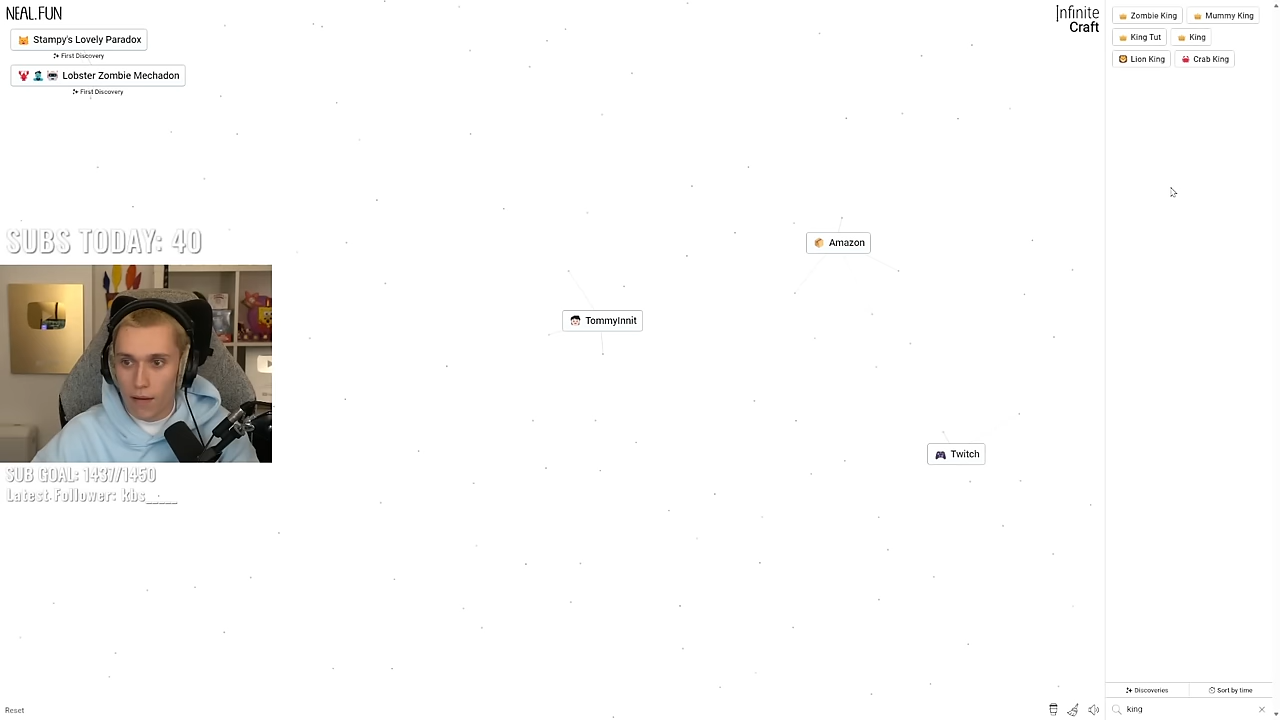 NEAL.FUN
Stampy's Lovely Paradox
First Discovery
Lobster Zombie Mechadon
First Discovery
SUBS TODAY: 40
SUB GOAL: 1437/1450
Latest Follower: kbs_____
Reset
TommyInnit
Amazon
Twitch
Infinite
Craft
Zombie King
Mummy King
King Tut
King
Lion King
Crab King
Discoveries
Sort by time
king